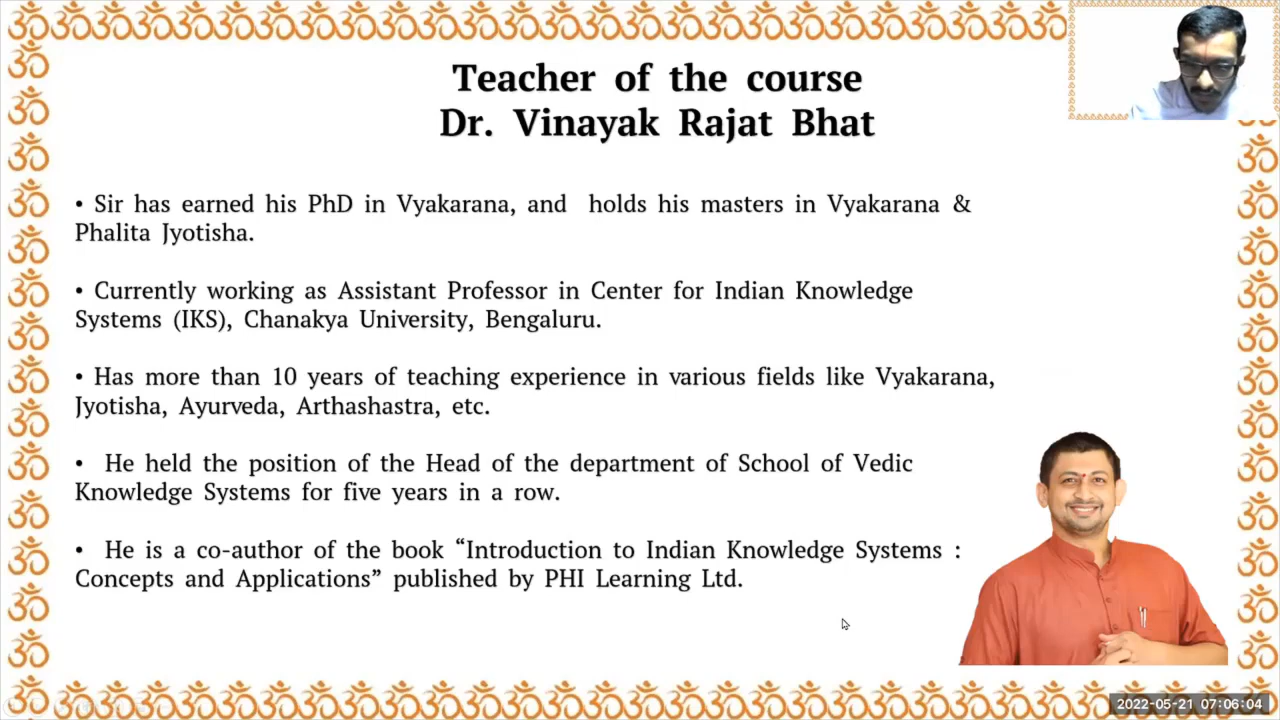 Teacher of the course
Dr. Vinayak Rajat Bhat
• Sir has earned his PhD in Vyakarana, and holds his masters in Vyakarana &
Phalita Jyotisha.
• Currently working as Assistant Professor in Center for Indian Knowledge
Systems (IKS), Chanakya University, Bengaluru.
• Has more than 10 years of teaching experience in various fields like Vyakarana,
Jyotisha, Ayurveda, Arthashastra, etc.
• He held the position of the Head of the department of School of Vedic
Knowledge Systems for five years in a row.
• He is a co-author of the book “Introduction to Indian Knowledge Systems :
Concepts and Applications” published by PHI Learning Ltd.
2022-05-21 07:06:04